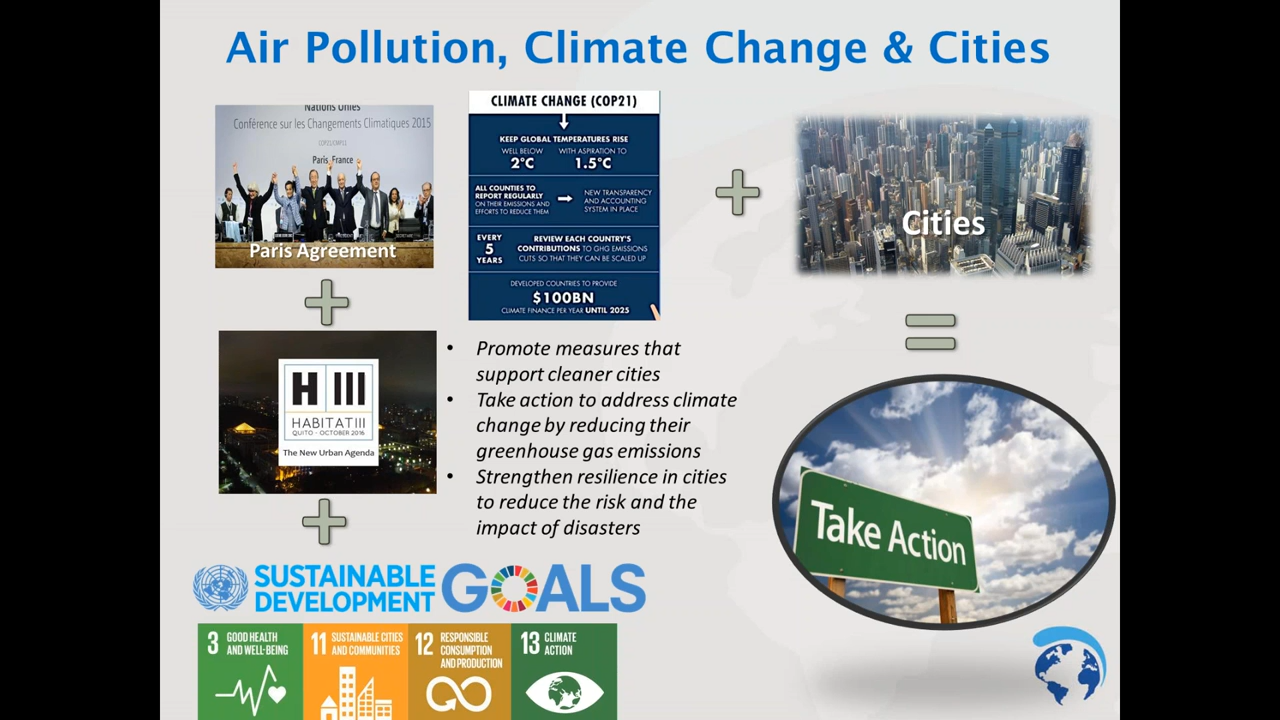 Air Pollution, Climate Change & Cities
Nations Unies
Conférence sur les Changements Climatiques 2015
COP21/CMP11
Paris, France
Paris Agreement
CLIMATE CHANGE (COP21)
KEEP GLOBAL TEMPERATURES RISE
WELL BELOW WITH ASPIRATION TO
2°C 1.5°C
ALL COUNTIES TO
REPORT REGULARLY
ON THEIR EMISSIONS AND
EFFORTS TO REDUCE THEM
NEW TRANSPARENCY
AND ACCOUNTING
SYSTEM IN PLACE
EVERY
5
YEARS
REVIEW EACH COUNTRY'S
CONTRIBUTIONS TO GHG EMISSIONS
CUTS SO THAT THEY CAN BE SCALED UP
DEVELOPED COUNTRIES TO PROVIDE
$100BN
CLIMATE FINANCE PER YEAR UNTIL 2025
Cities
H III
HABITAT III
QUITO - OCTOBER 2016
The New Urban Agenda
• Promote measures that
support cleaner cities
• Take action to address climate
change by reducing their
greenhouse gas emissions
• Strengthen resilience in cities
to reduce the risk and the
impact of disasters
Take Action
SUSTAINABLE
DEVELOPMENT
GOALS
3 GOOD HEALTH
AND WELL-BEING
11 SUSTAINABLE CITIES
AND COMMUNITIES
12 RESPONSIBLE
CONSUMPTION
AND PRODUCTION
13 CLIMATE
ACTION